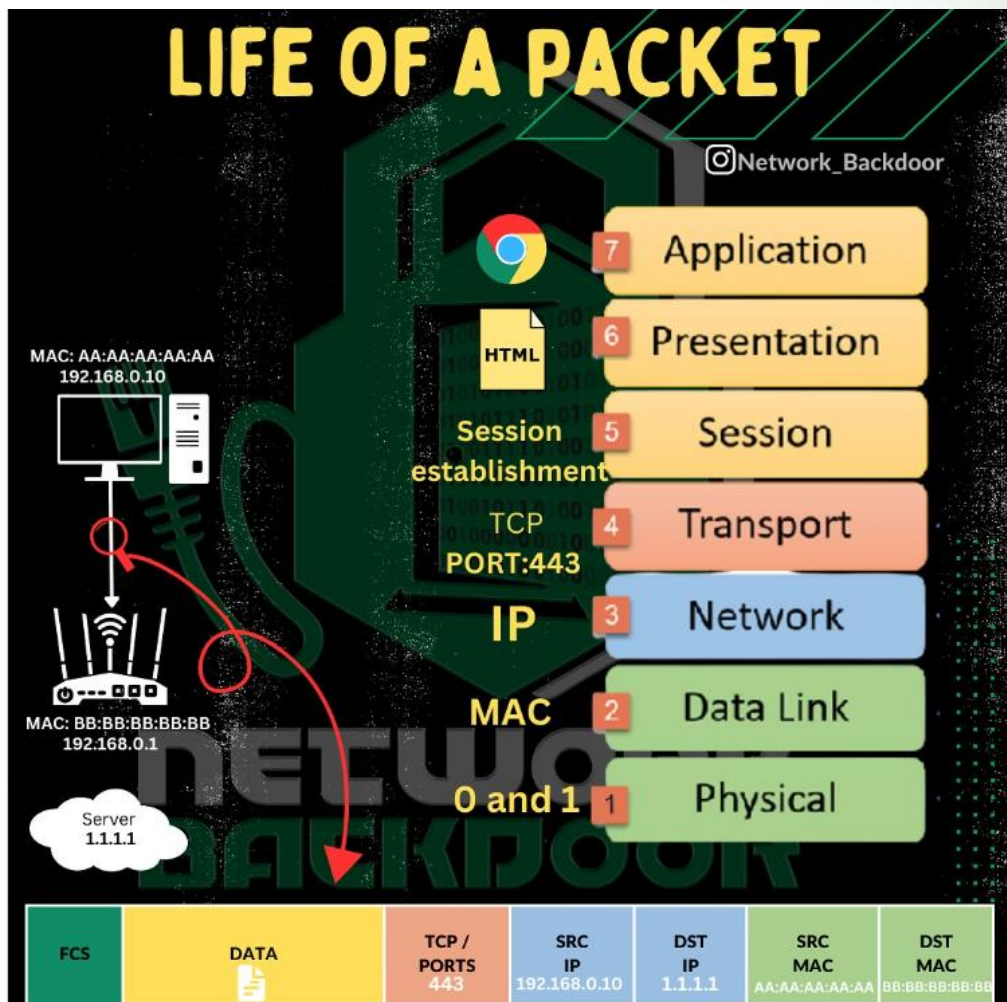 LIFE OF A PACKET
Network_Backdoor
7 Application
HTML
6 Presentation
MAC: AA:AA:AA:AA:AA
192.168.0.10
Session
establishment
5 Session
TCP
PORT:443
4 Transport
IP
3 Network
MAC: BB:BB:BB:BB:BB
192.168.0.1
MAC
2 Data Link
0 and 1
1 Physical
NETWORK
BACKDOOR
Server
1.1.1.1
FCS
DATA
TCP /
PORTS
443
SRC
IP
192.168.0.10
DST
IP
1.1.1.1
SRC
MAC
AA:AA:AA:AA:AA
DST
MAC
BB:BB:BB:BB:BB